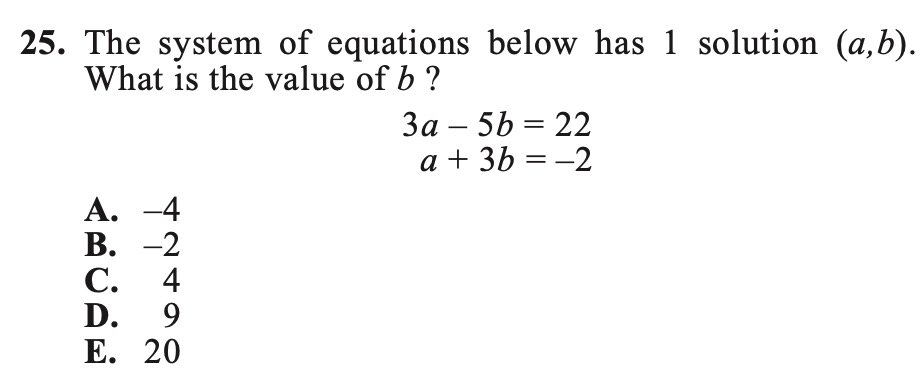 25. The system of equations below has 1 solution (a,b).
What is the value of b ?
3a – 5b = 22
a + 3b = –2
A. –4
B. –2
C. 4
D. 9
E. 20